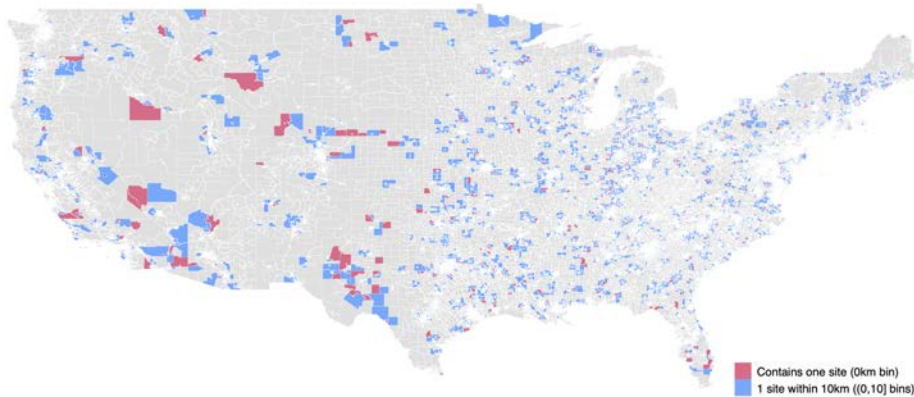 Contains one site (0km bin)
1 site within 10km ((0,10] bins)